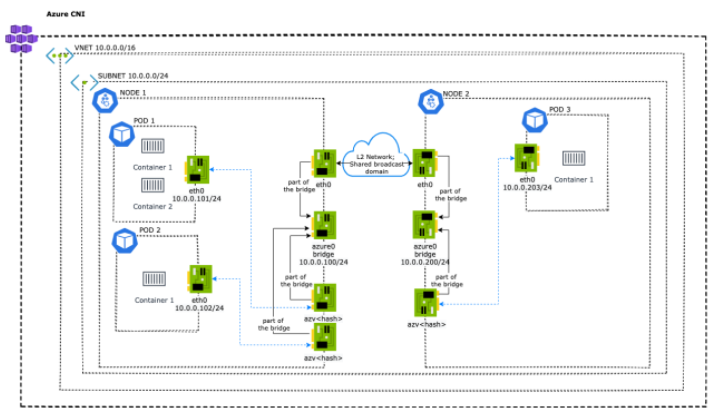 Azure CNI
VNET 10.0.0.0/16
SUBNET 10.0.0.0/24
NODE 1
NODE 2
POD 1
Container 1
Container 2
eth0
10.0.0.101/24
POD 2
Container 1
eth0
10.0.0.102/24
eth0
part of
the bridge
azure0
bridge
10.0.0.100/24
part of
the bridge
azv<hash>
part of
the bridge
azv<hash>
L2 Network;
Shared broadcast
domain
eth0
part of
the bridge
azure0
bridge
10.0.0.200/24
part of
the bridge
azv<hash>
POD 3
eth0
10.0.0.203/24
Container 1